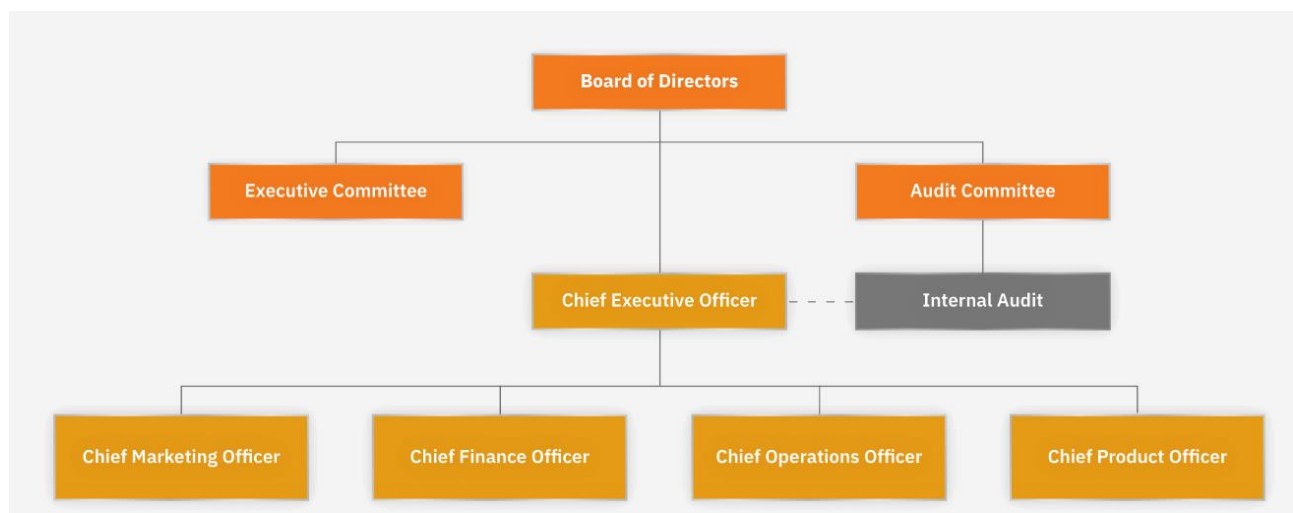 Board of Directors
Executive Committee
Audit Committee
Chief Executive Officer
Internal Audit
Chief Marketing Officer
Chief Finance Officer
Chief Operations Officer
Chief Product Officer